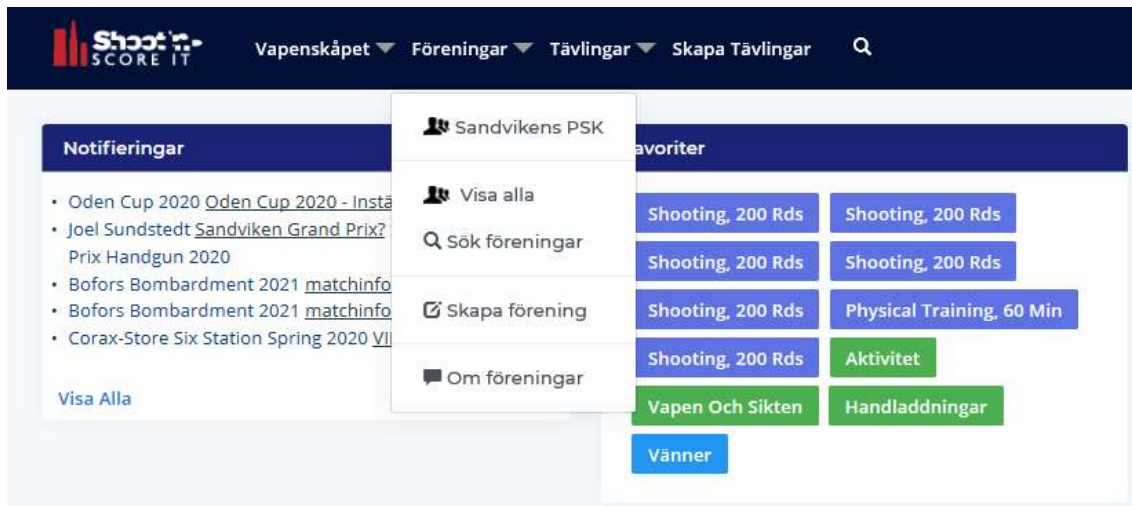 Shoot'n-
SCORE IT
Vapenskåpet Föreningar Tävlingar Skapa Tävlingar
Sandvikens PSK
Visa alla
Sök föreningar
Skapa förening
Om föreningar
Notifieringar
Oden Cup 2020 Oden Cup 2020 - Instä
Joel Sundstedt Sandviken Grand Prix?
Prix Handgun 2020
Bofors Bombardment 2021 matchinfo
Bofors Bombardment 2021 matchinfo
Corax-Store Six Station Spring 2020
Visa Alla
avoriter
Shooting, 200 Rds Shooting, 200 Rds
Shooting, 200 Rds Shooting, 200 Rds
Shooting, 200 Rds Physical Training, 60 Min
Shooting, 200 Rds Aktivitet
Vapen Och Sikten Handladdningar
Vänner